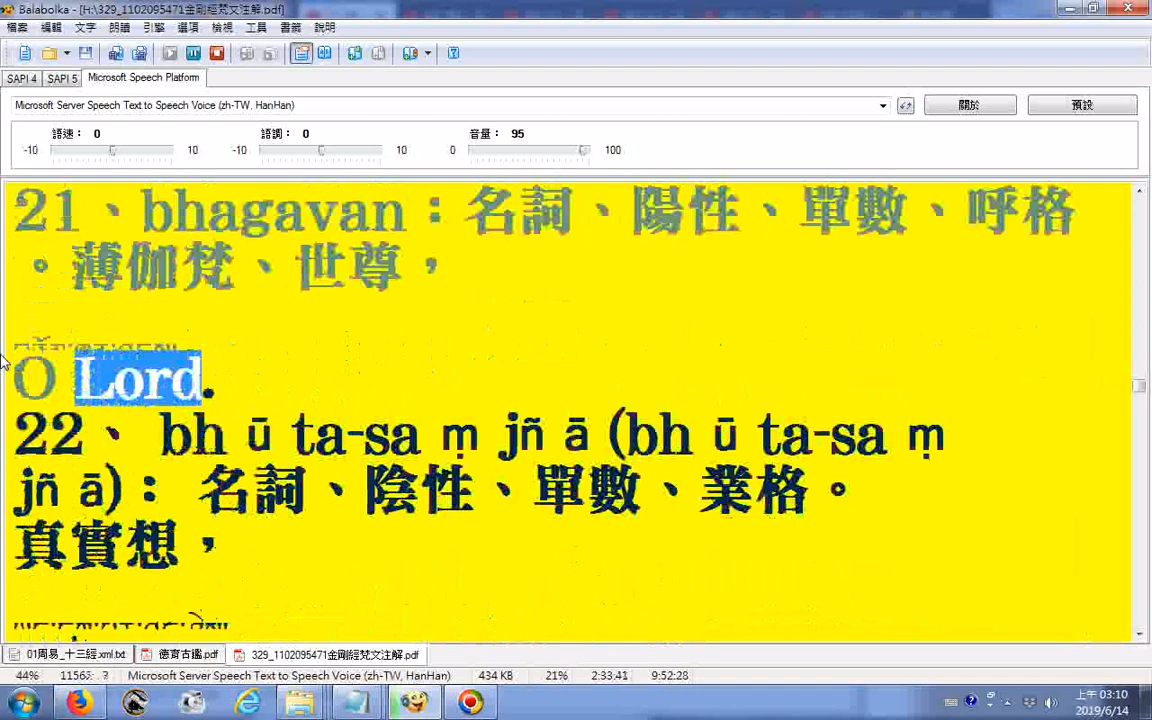 Balabolka - [H:\329_1102095471金剛經梵文注解.pdf]
檔案 編輯 文字 朗讀 引擎 選項 檢視 工具 書籤 說明
SAPI 4 SAPI 5 Microsoft Speech Platform
Microsoft Server Speech Text to Speech Voice (zh-TW, HanHan)
關於 預設
語速： 0 語調： 0 音量： 95
-10 10 -10 10 0 100
21、bhagavan：名詞、陽性、單數、呼格
。薄伽梵、世尊，
O Lord.
22、 bh ū ta-sa ṃ jñ ā (bh ū ta-sa ṃ
jñ ā)： 名詞、陰性、單數、業格。
真實想，
01周易_十三經.xml.txt 德育古鑑.pdf 329_1102095471金剛經梵文注解.pdf
44% Microsoft Server Speech Text to Speech Voice (zh-TW, HanHan) 434 KB 21% 2:33:41 9:52:28
上午 03:10
2019/6/14